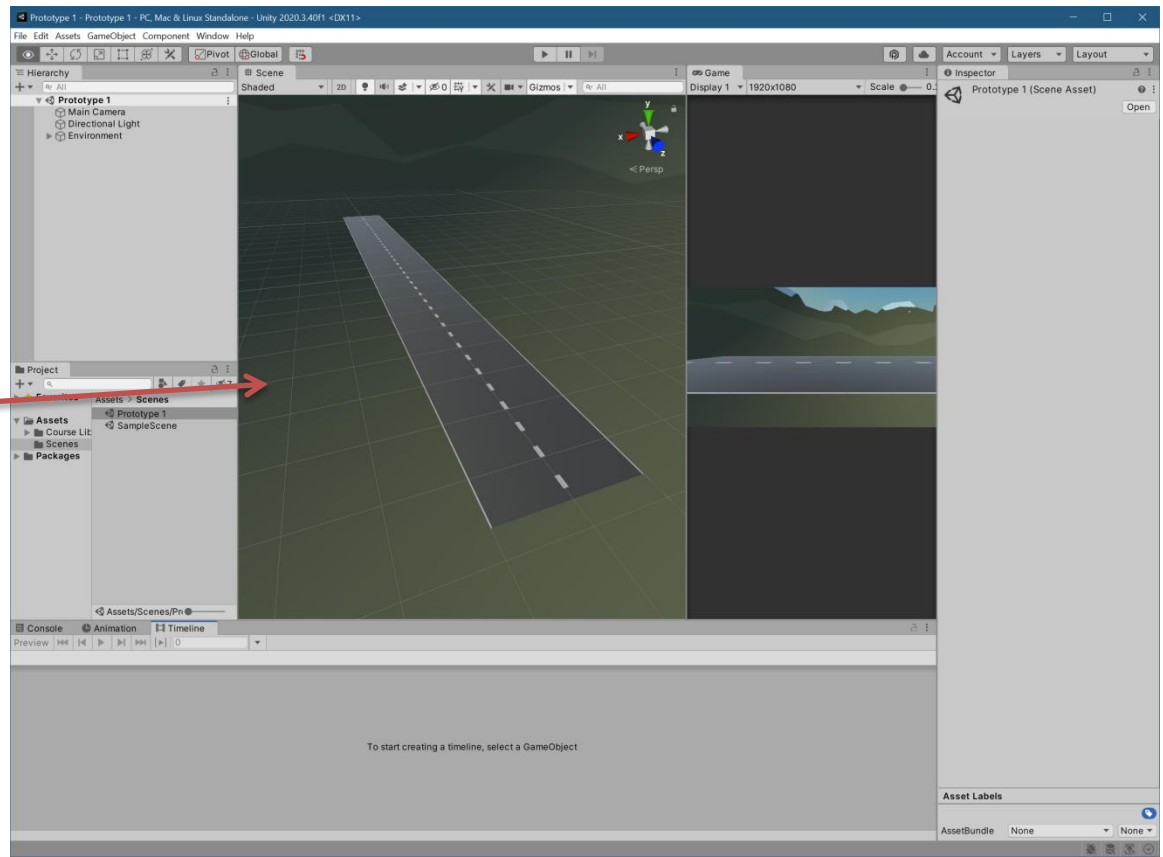 Prototype 1 - Prototype 1 - PC, Mac & Linux Standalone - Unity 2020.3.40f1 <DX11>
File Edit Assets GameObject Component Window Help
Pivot Global Account Layers Layout
Hierarchy
All
Prototype 1
Main Camera
Directional Light
Environment
Scene
Shaded 2D 0 Gizmos All
y
x
z
< Persp
Game
Display 1 1920x1080 Scale
Inspector
Prototype 1 (Scene Asset)
Open
Project
Assets > Scenes
Prototype 1
SampleScene
Assets
Course Lib
Scenes
Packages
Assets/Scenes/Pr
Console Animation Timeline
Preview 0
To start creating a timeline, select a GameObject
Asset Labels
AssetBundle None None